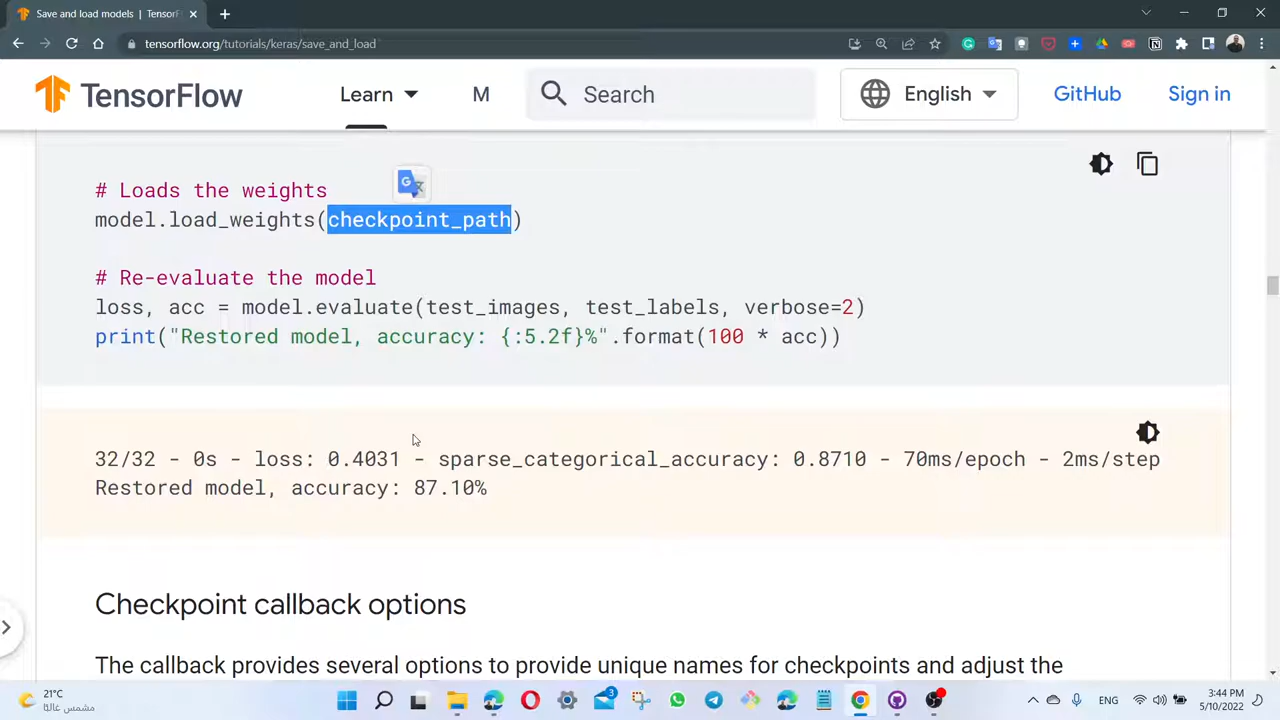 Save and load models | TensorF
tensorflow.org/tutorials/keras/save_and_load
TensorFlow
Learn
M
Search
English
GitHub
Sign in
# Loads the weights
model.load_weights(checkpoint_path)
# Re-evaluate the model
loss, acc = model.evaluate(test_images, test_labels, verbose=2)
print("Restored model, accuracy: {:5.2f}%".format(100 * acc))
32/32 - 0s - loss: 0.4031 - sparse_categorical_accuracy: 0.8710 - 70ms/epoch - 2ms/step
Restored model, accuracy: 87.10%
Checkpoint callback options
The callback provides several options to provide unique names for checkpoints and adjust the
21°C
مشمس غالبًا
3
ENG
3:44 PM
5/10/2022